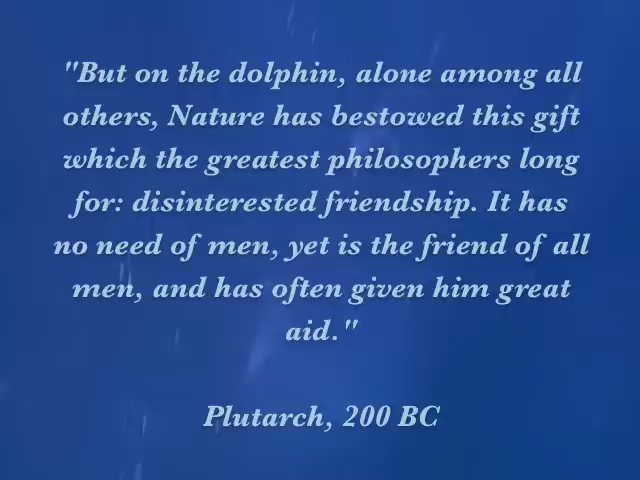 "But on the dolphin, alone among all
others, Nature has bestowed this gift
which the greatest philosophers long
for: disinterested friendship. It has
no need of men, yet is the friend of all
men, and has often given him great
aid."
Plutarch, 200 BC